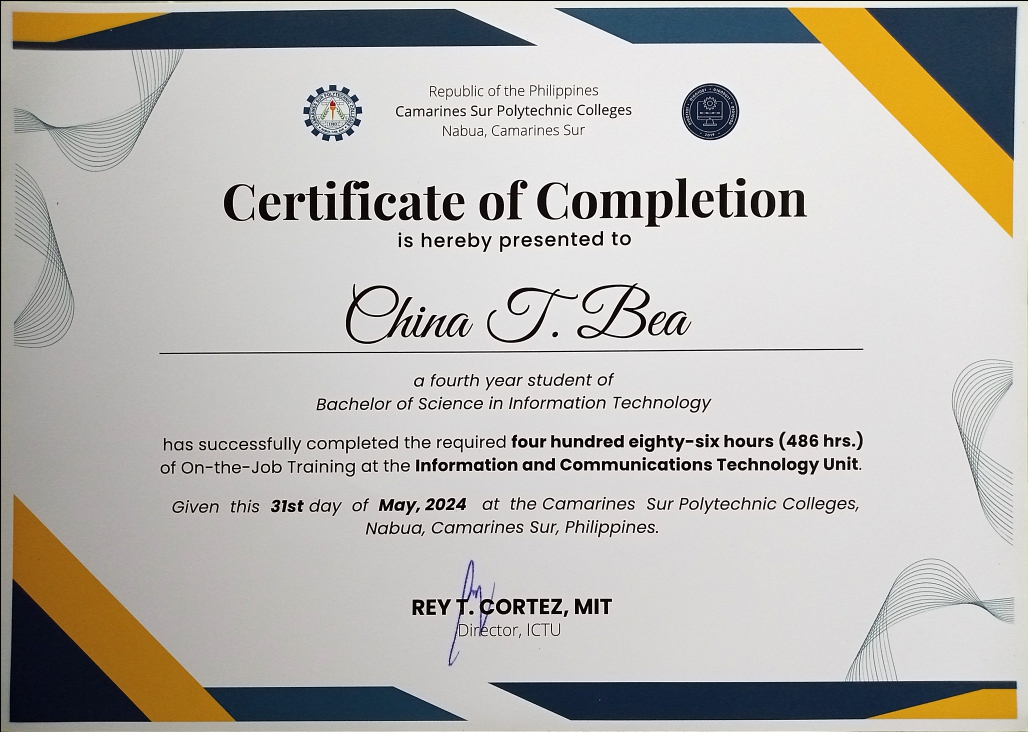 Republic of the Philippines
Camarines Sur Polytechnic Colleges
Nabua, Camarines Sur
Certificate of Completion
is hereby presented to
China T. Bea
a fourth year student of
Bachelor of Science in Information Technology
has successfully completed the required four hundred eighty-six hours (486 hrs.)
of On-the-Job Training at the Information and Communications Technology Unit.
Given this 31st day of May, 2024 at the Camarines Sur Polytechnic Colleges,
Nabua, Camarines Sur, Philippines.
REY T. CORTEZ, MIT
Director, ICTU